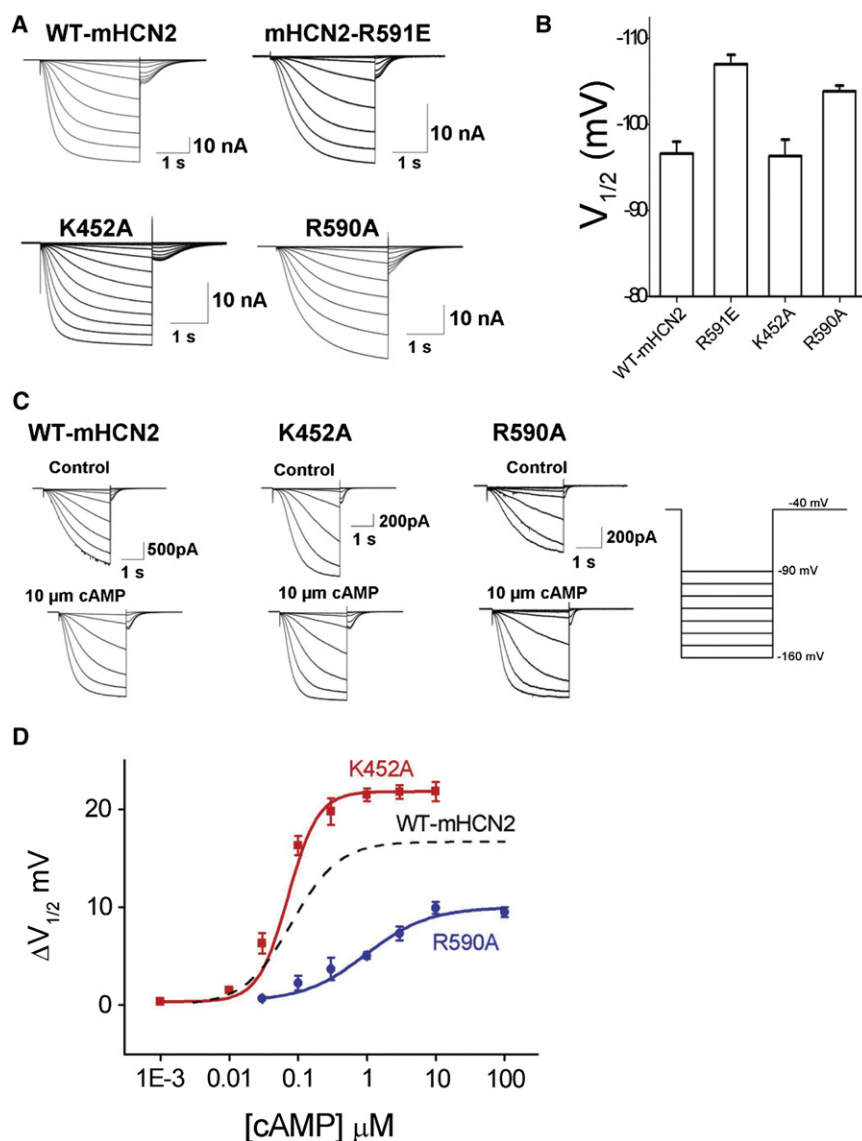 A
WT-mHCN2
mHCN2-R591E
10 nA
1 s
10 nA
1 s
K452A
R590A
10 nA
1 s
10 nA
1 s
B
V1/2 (mV)
-110
-100
-90
-80
WT-mHCN2
R591E
K452A
R590A
C
WT-mHCN2
K452A
R590A
Control
Control
Control
500pA
1 s
200pA
1 s
200pA
1 s
10 µm cAMP
10 µm cAMP
10 µm cAMP
-40 mV
-90 mV
-160 mV
D
ΔV1/2 mV
20
10
0
K452A
WT-mHCN2
R590A
1E-3
0.01
0.1
1
10
100
[cAMP] µM